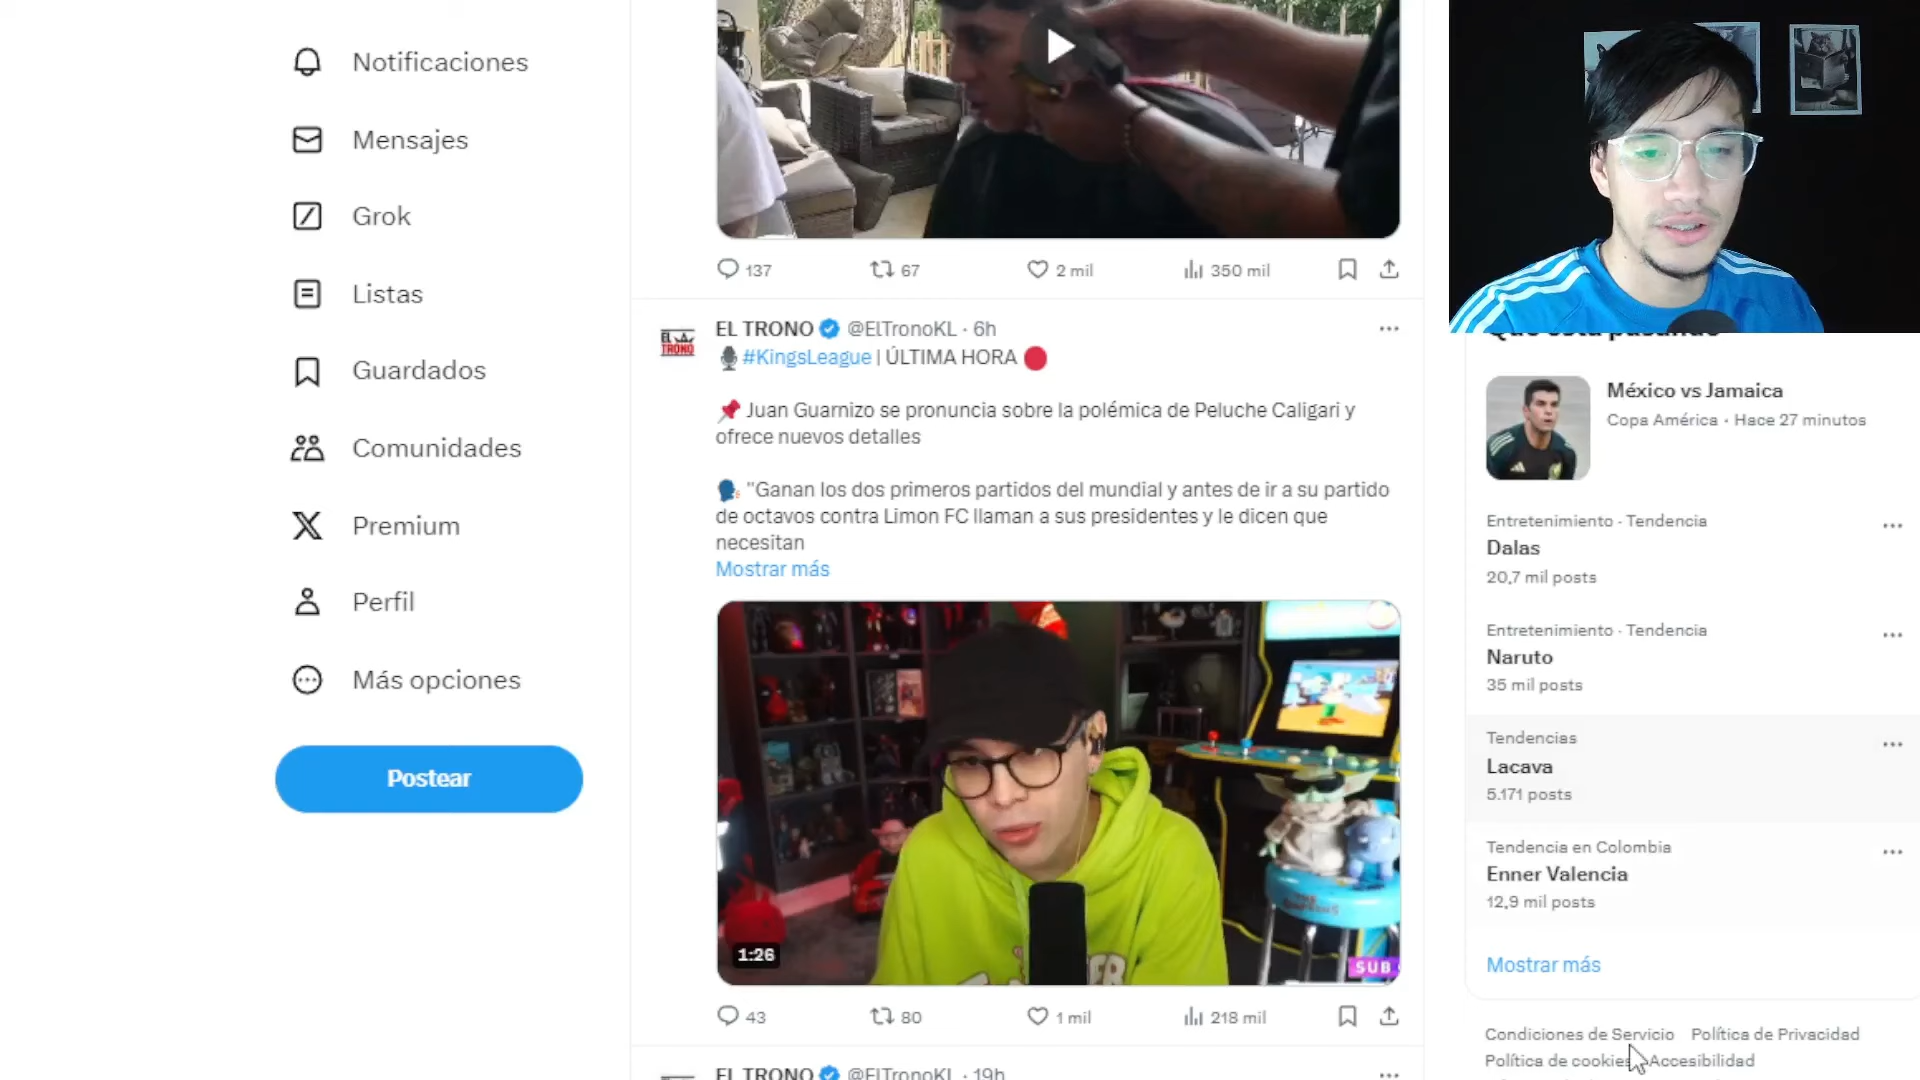 Notificaciones
Mensajes
Grok
Listas
Guardados
Comunidades
Premium
Perfil
Más opciones
Postear
137 67 2 mil 350 mil
EL TRONO @ElTronoKL · 6h
#KingsLeague | ÚLTIMA HORA
Juan Guarnizo se pronuncia sobre la polémica de Peluche Caligari y
ofrece nuevos detalles
"Ganan los dos primeros partidos del mundial y antes de ir a su partido
de octavos contra Limon FC llaman a sus presidentes y le dicen que
necesitan
Mostrar más
EL TRONO
1:26
SUB
43 80 1 mil 218 mil
EL TRONO @ElTronoKL · 19h
Qué está pasando
México vs Jamaica
Copa América · Hace 27 minutos
Entretenimiento · Tendencia
Dalas
20,7 mil posts
Entretenimiento · Tendencia
Naruto
35 mil posts
Tendencias
Lacava
5.171 posts
Tendencia en Colombia
Enner Valencia
12,9 mil posts
Mostrar más
Condiciones de Servicio Política de Privacidad
Política de cookies Accesibilidad